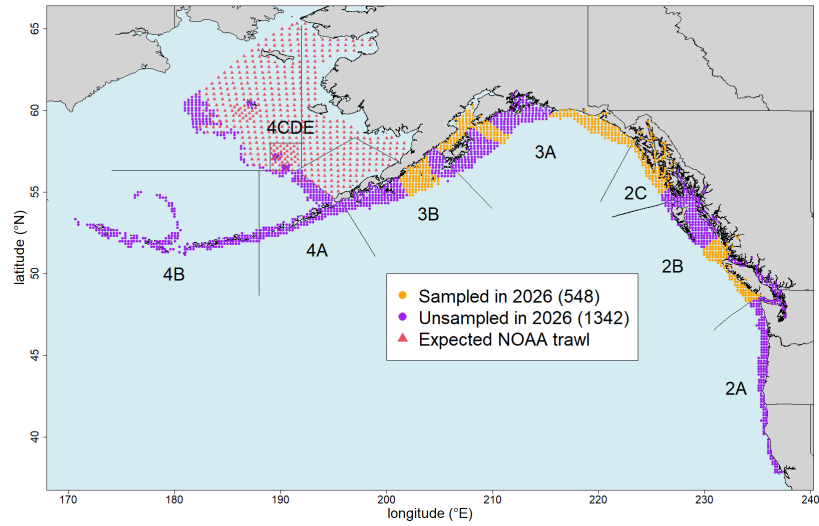 65
60
55
50
45
40
latitude (°N)
4CDE
3A
2C
3B
4A
4B
2B
2A
Sampled in 2026 (548)
Unsampled in 2026 (1342)
Expected NOAA trawl
170
180
190
200
210
220
230
240
longitude (°E)